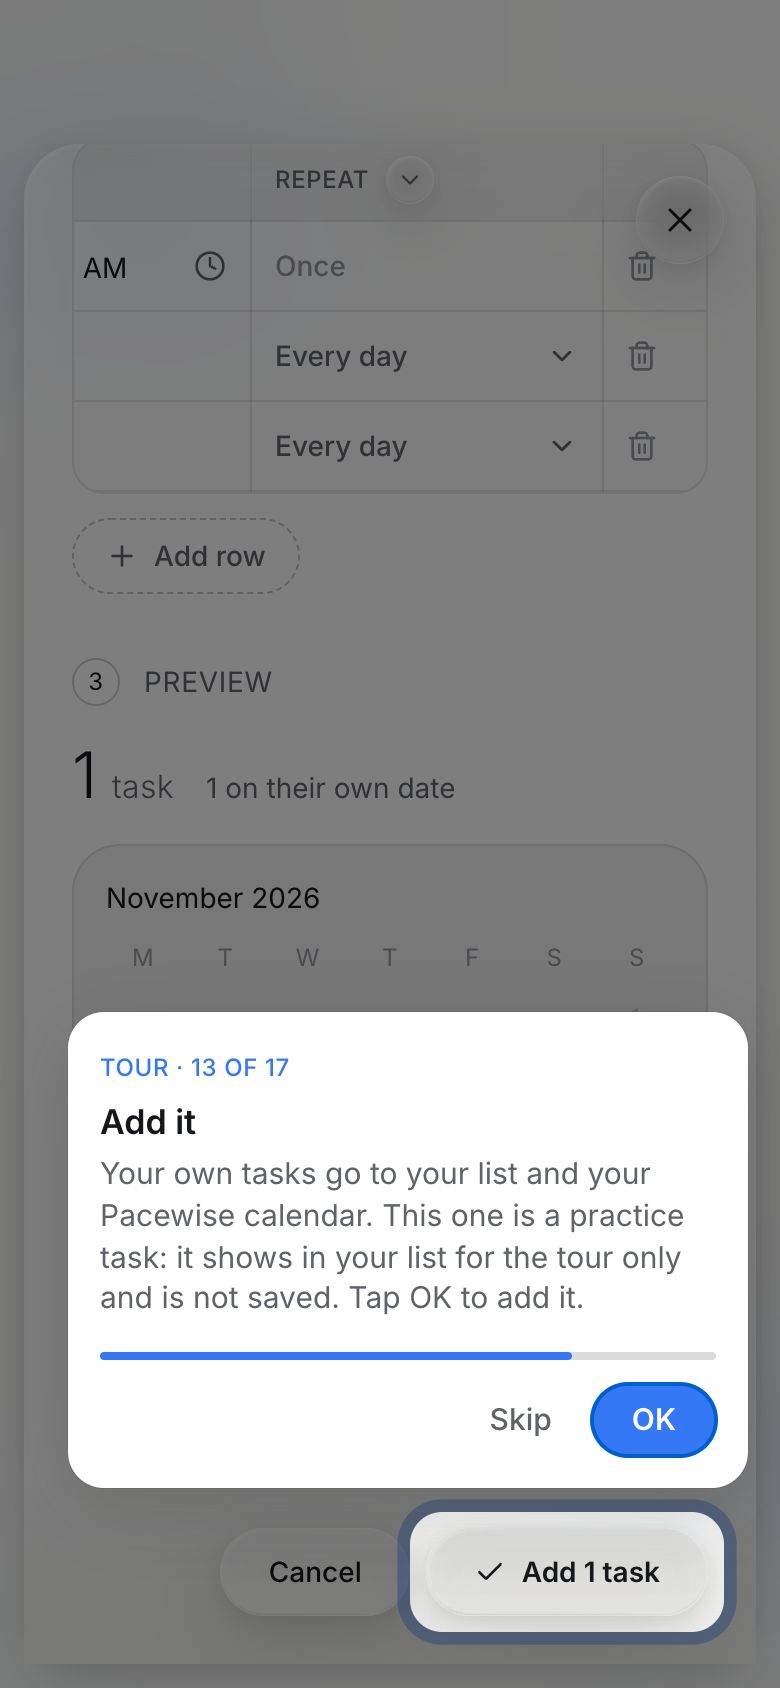 REPEAT
AM
Once
Every day
Every day
Add row
3 PREVIEW
1 task 1 on their own date
November 2026
M T W T F S S
TOUR · 13 OF 17
Add it
Your own tasks go to your list and your
Pacewise calendar. This one is a practice
task: it shows in your list for the tour only
and is not saved. Tap OK to add it.
Skip OK
Cancel Add 1 task